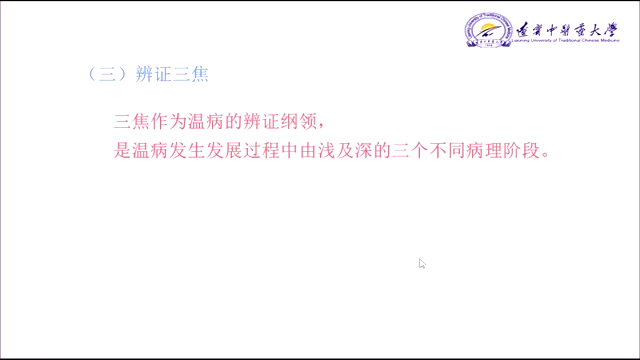 辽宁中医药大学
Liaoning University of Traditional Chinese Medicine
（三）辨证三焦
三焦作为温病的辨证纲领，
是温病发生发展过程中由浅及深的三个不同病理阶段。